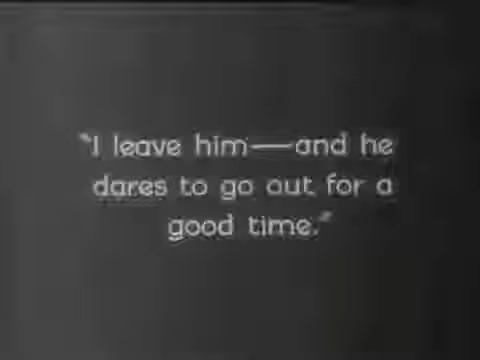 "I leave him—and he
dares to go out for a
good time."